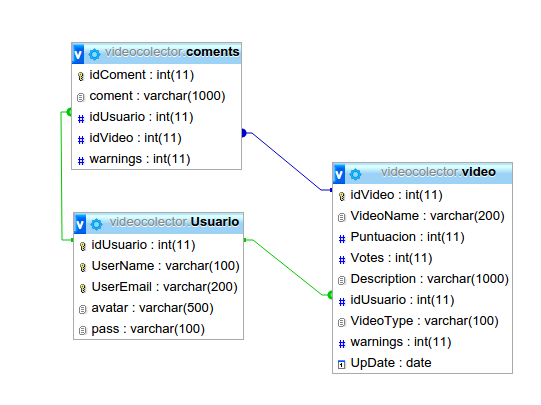 v videocolector.coments
idComent : int(11)
coment : varchar(1000)
# idUsuario : int(11)
# idVideo : int(11)
# warnings : int(11)
v videocolector.Usuario
idUsuario : int(11)
UserName : varchar(100)
UserEmail : varchar(200)
avatar : varchar(500)
pass : varchar(100)
v videocolector.video
idVideo : int(11)
VideoName : varchar(200)
# Puntuacion : int(11)
# Votes : int(11)
Description : varchar(1000)
# idUsuario : int(11)
VideoType : varchar(100)
# warnings : int(11)
UpDate : date